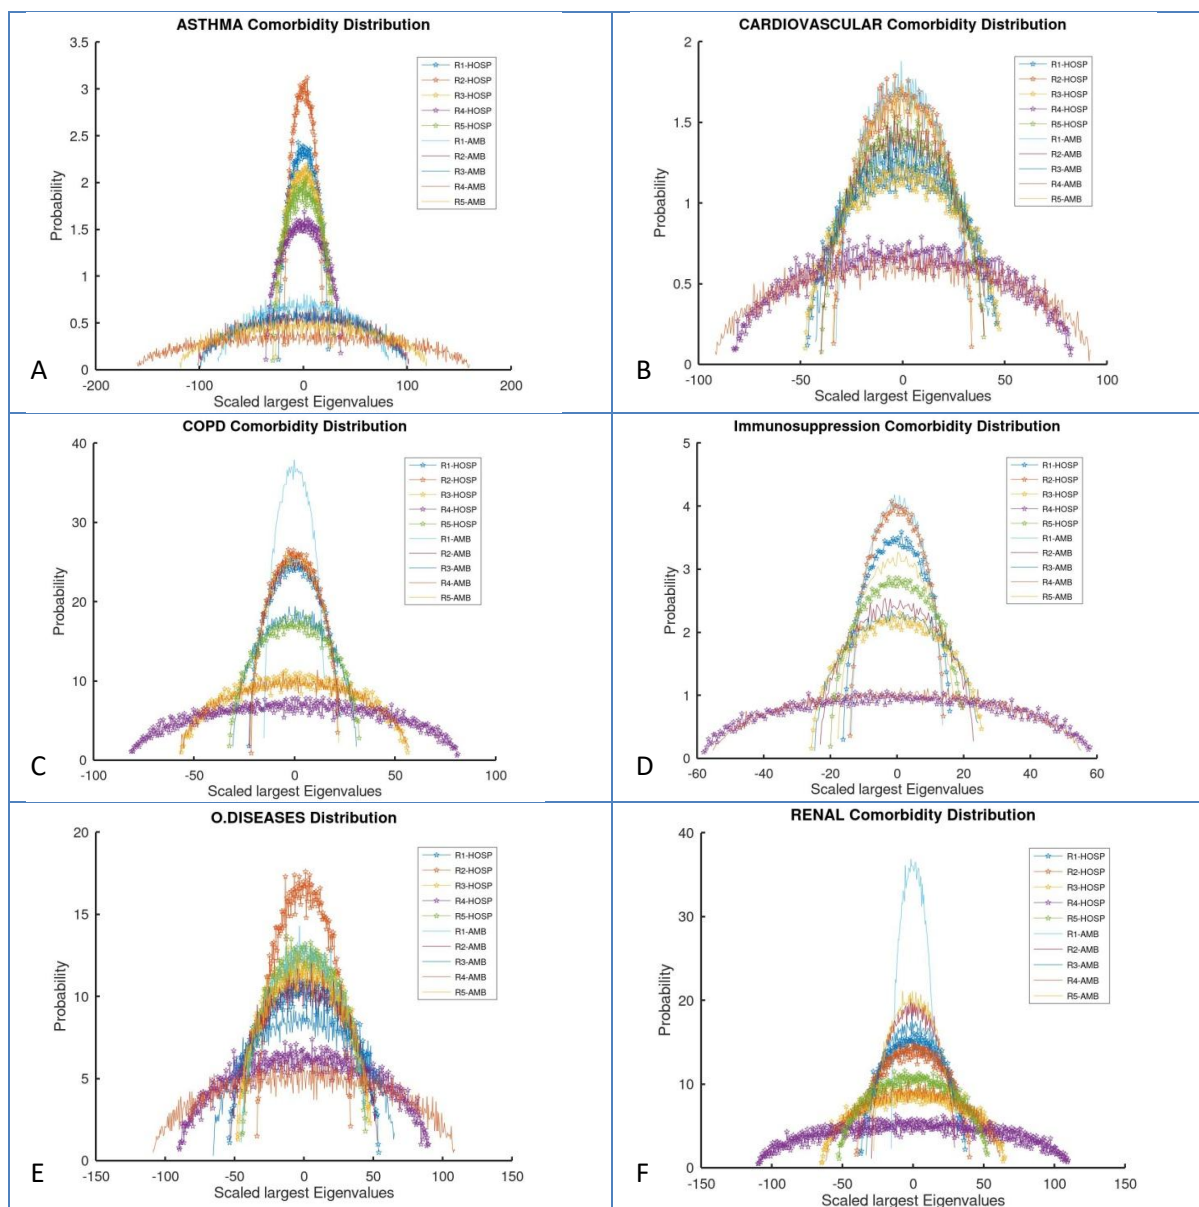 ASTHMA Comorbidity Distribution
3.5
3
2.5
2
1.5
1
0.5
0
-200
-100
0
100
200
Probability
Scaled largest Eigenvalues
R1-HOSP
R2-HOSP
R3-HOSP
R4-HOSP
R5-HOSP
R1-AMB
R2-AMB
R3-AMB
R4-AMB
R5-AMB
A
CARDIOVASCULAR Comorbidity Distribution
2
1.5
1
0.5
0
-100
-50
0
50
100
Probability
Scaled largest Eigenvalues
R1-HOSP
R2-HOSP
R3-HOSP
R4-HOSP
R5-HOSP
R1-AMB
R2-AMB
R3-AMB
R4-AMB
R5-AMB
B
COPD Comorbidity Distribution
40
30
20
10
0
-100
-50
0
50
100
Probability
Scaled largest Eigenvalues
R1-HOSP
R2-HOSP
R3-HOSP
R4-HOSP
R5-HOSP
R1-AMB
R2-AMB
R3-AMB
R4-AMB
R5-AMB
C
Immunosuppression Comorbidity Distribution
5
4
3
2
1
0
-60
-40
-20
0
20
40
60
Probability
Scaled largest Eigenvalues
R1-HOSP
R2-HOSP
R3-HOSP
R4-HOSP
R5-HOSP
R1-AMB
R2-AMB
R3-AMB
R4-AMB
R5-AMB
D
O.DISEASES Distribution
20
15
10
5
0
-150
-100
-50
0
50
100
150
Probability
Scaled largest Eigenvalues
R1-HOSP
R2-HOSP
R3-HOSP
R4-HOSP
R5-HOSP
R1-AMB
R2-AMB
R3-AMB
R4-AMB
R5-AMB
E
RENAL Comorbidity Distribution
40
30
20
10
0
-150
-100
-50
0
50
100
150
Probability
Scaled largest Eigenvalues
R1-HOSP
R2-HOSP
R3-HOSP
R4-HOSP
R5-HOSP
R1-AMB
R2-AMB
R3-AMB
R4-AMB
R5-AMB
F